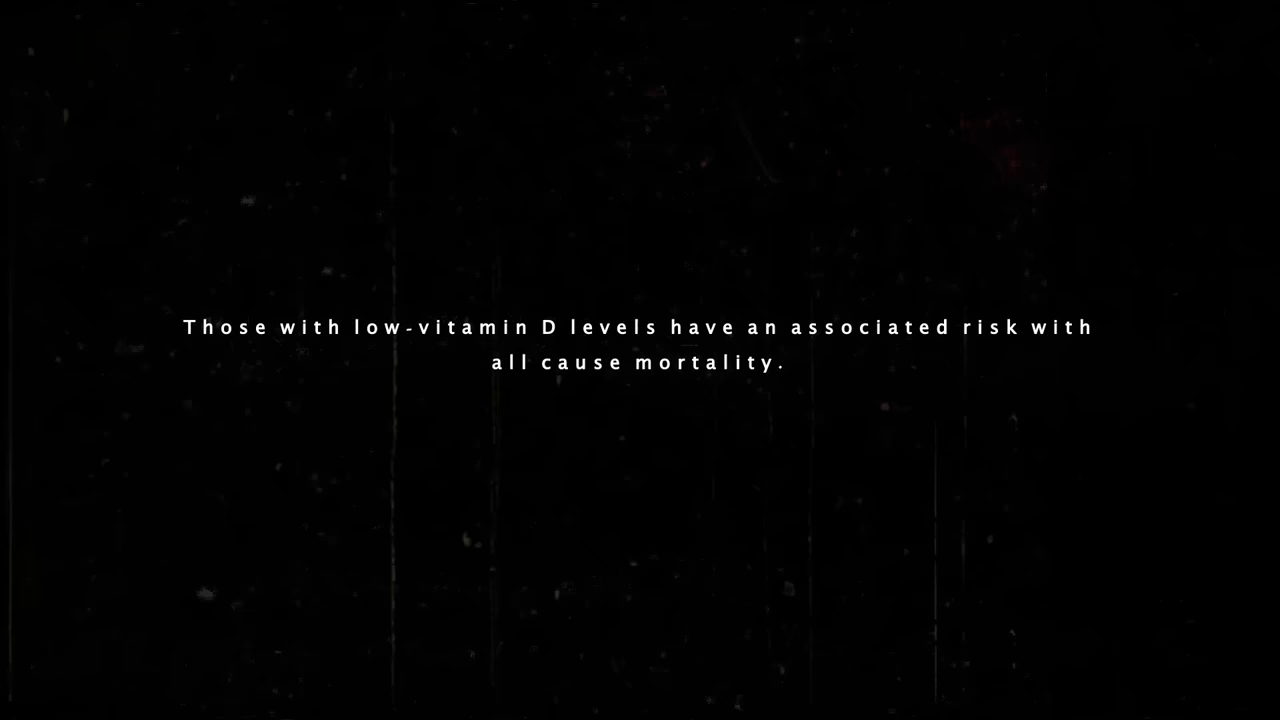 Those with low-vitamin D levels have an associated risk with
all cause mortality.